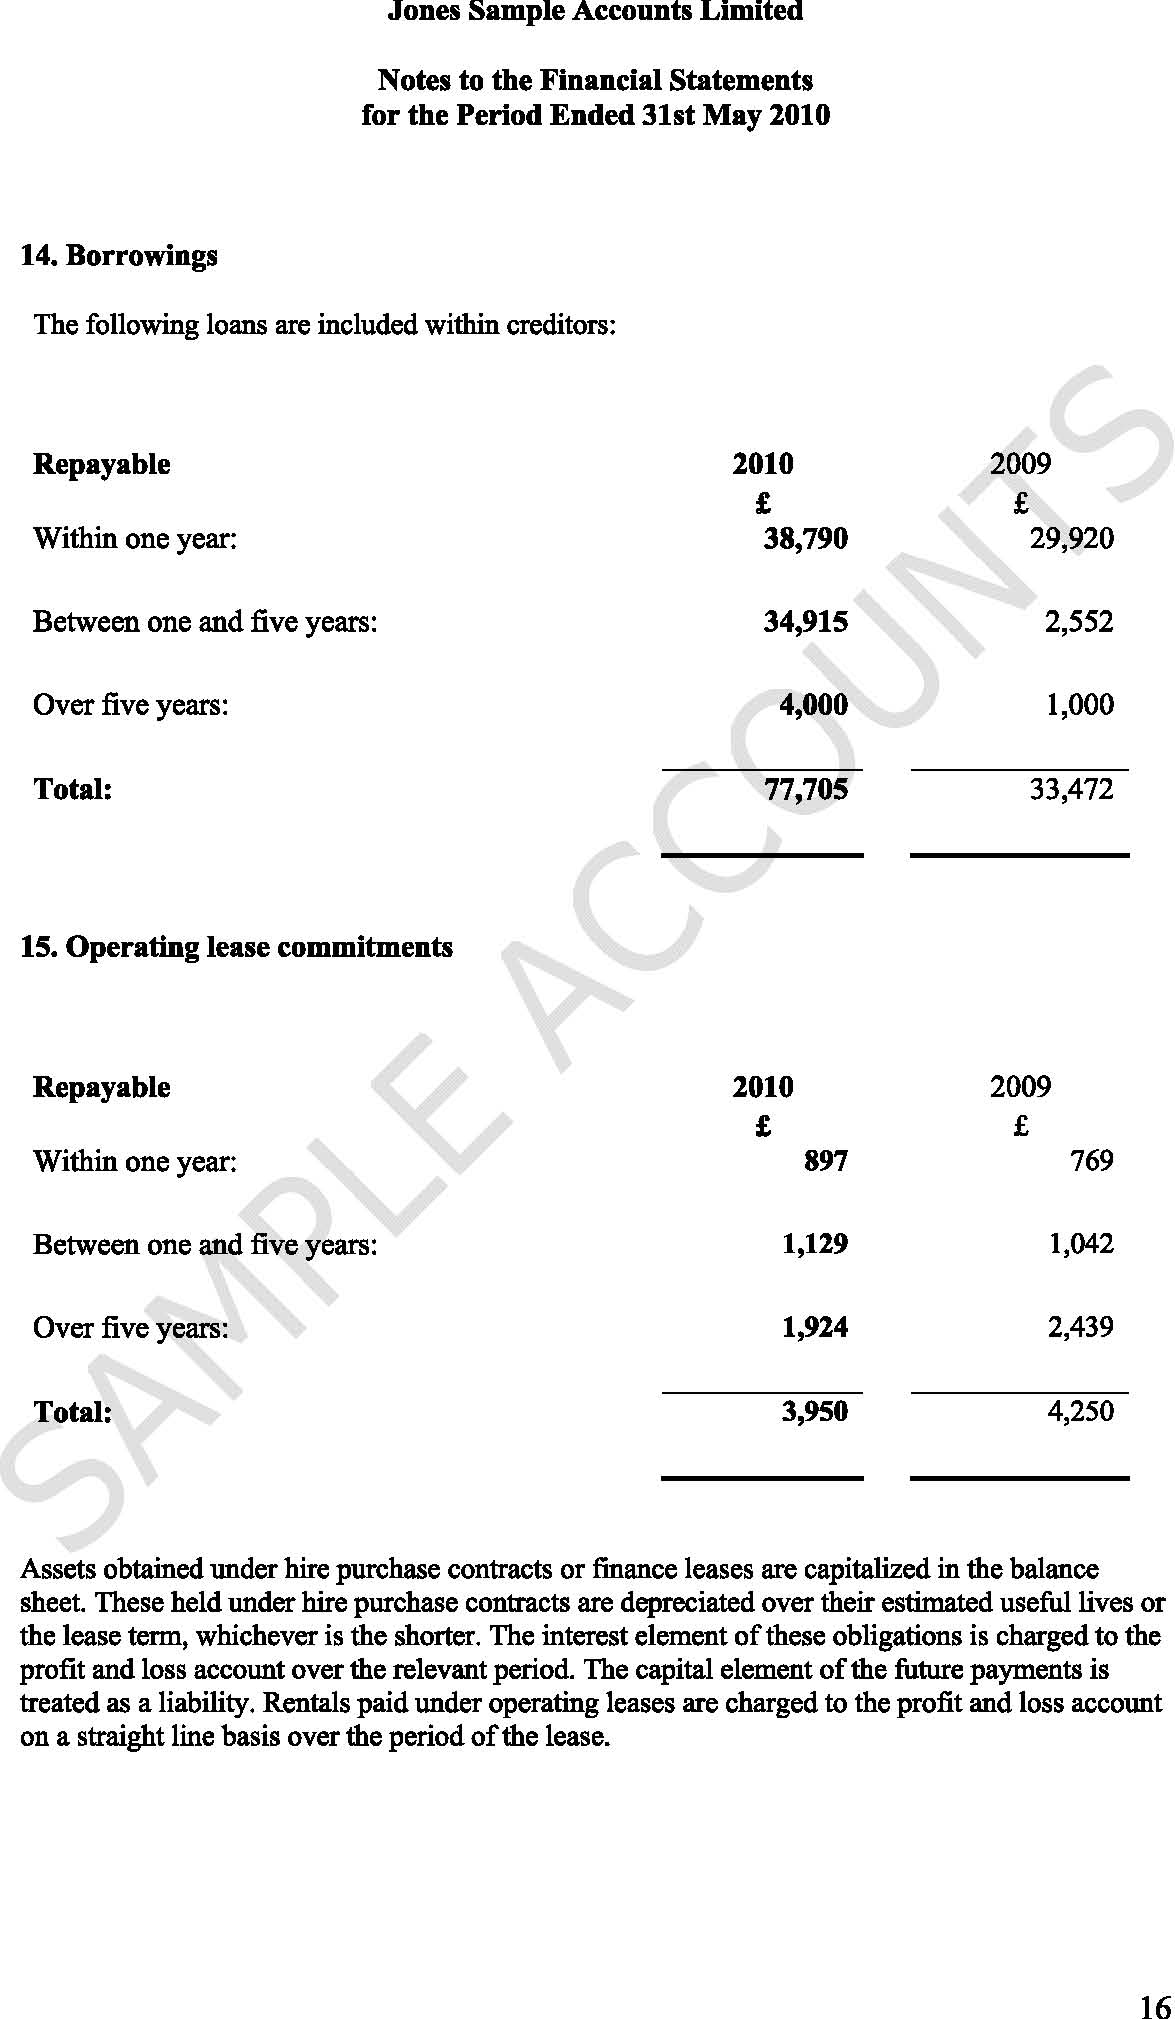 Jones Sample Accounts Limited
Notes to the Financial Statements
for the Period Ended 31st May 2010
14. Borrowings
The following loans are included within creditors:
Repayable 2010 2009
£ £
Within one year: 38,790 29,920
Between one and five years: 34,915 2,552
Over five years: 4,000 1,000
Total: 77,705 33,472
15. Operating lease commitments
Repayable 2010 2009
£ £
Within one year: 897 769
Between one and five years: 1,129 1,042
Over five years: 1,924 2,439
Total: 3,950 4,250
Assets obtained under hire purchase contracts or finance leases are capitalized in the balance
sheet. These held under hire purchase contracts are depreciated over their estimated useful lives or
the lease term, whichever is the shorter. The interest element of these obligations is charged to the
profit and loss account over the relevant period. The capital element of the future payments is
treated as a liability. Rentals paid under operating leases are charged to the profit and loss account
on a straight line basis over the period of the lease.
16
SAMPLE ACCOUNTS